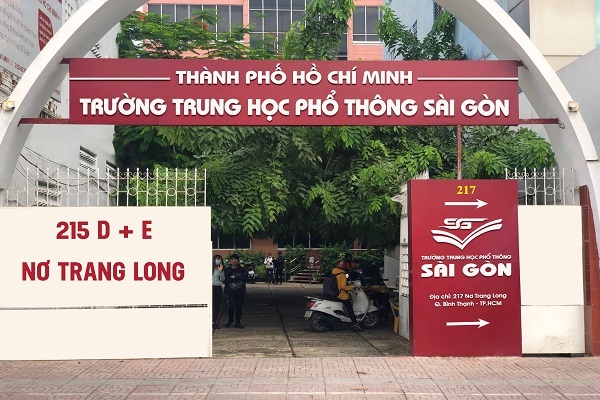 THÀNH PHỐ HỒ CHÍ MINH
TRƯỜNG TRUNG HỌC PHỔ THÔNG SÀI GÒN
215 D + E
NƠ TRANG LONG
217
SG
TRƯỜNG TRUNG HỌC PHỔ THÔNG
SÀI GÒN
Địa chỉ: 217 Nơ Trang Long
Q. Bình Thạnh - TP.HCM